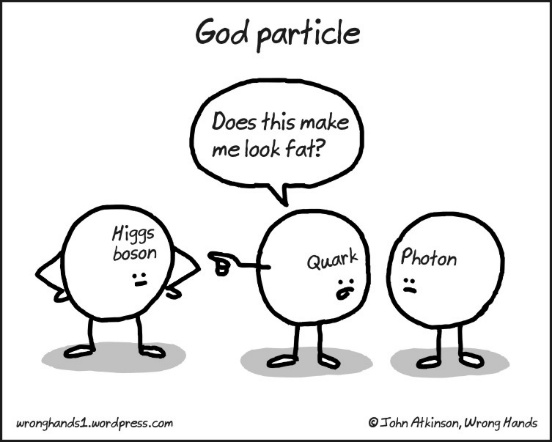 God particle
Does this make
me look fat?
Higgs
boson
Quark
Photon
wronghands1.wordpress.com
© John Atkinson, Wrong Hands